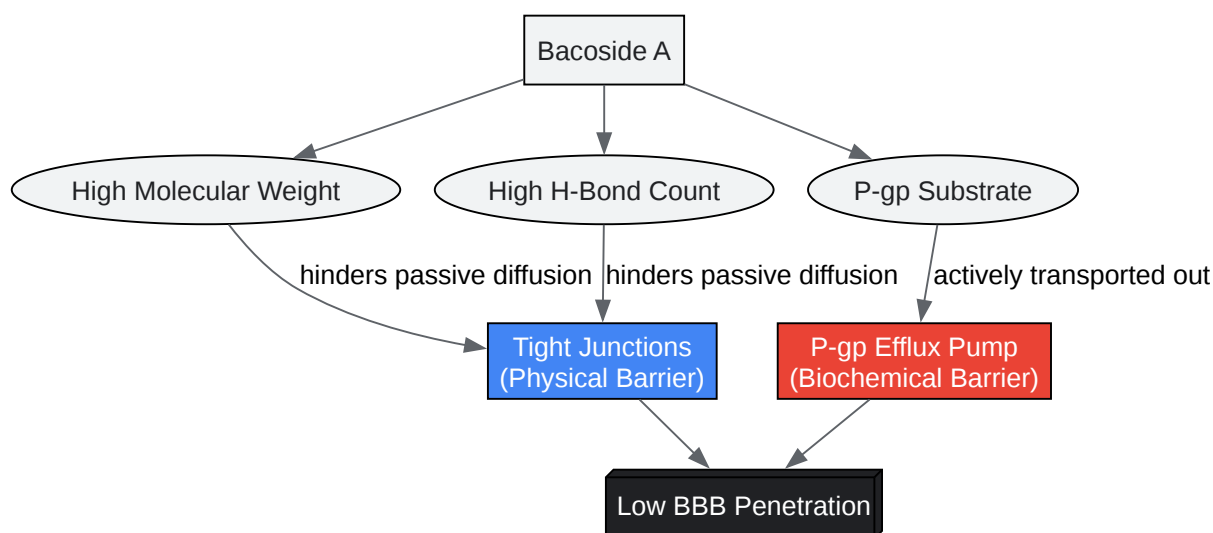 Bacoside A
High Molecular Weight
High H-Bond Count
P-gp Substrate
hinders passive diffusion
hinders passive diffusion
actively transported out
Tight Junctions
(Physical Barrier)
P-gp Efflux Pump
(Biochemical Barrier)
Low BBB Penetration